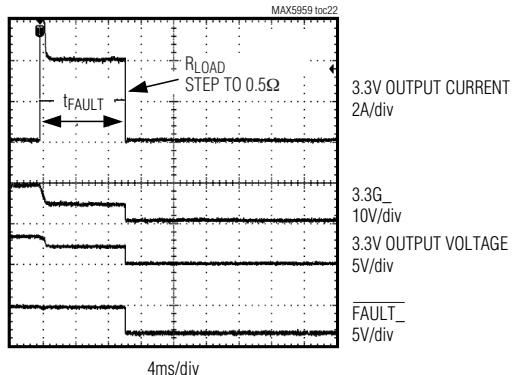 MAX5959 toc22
RLOAD
STEP TO 0.5Ω
tFAULT
3.3V OUTPUT CURRENT
2A/div
3.3G_
10V/div
3.3V OUTPUT VOLTAGE
5V/div
FAULT_
5V/div
4ms/div